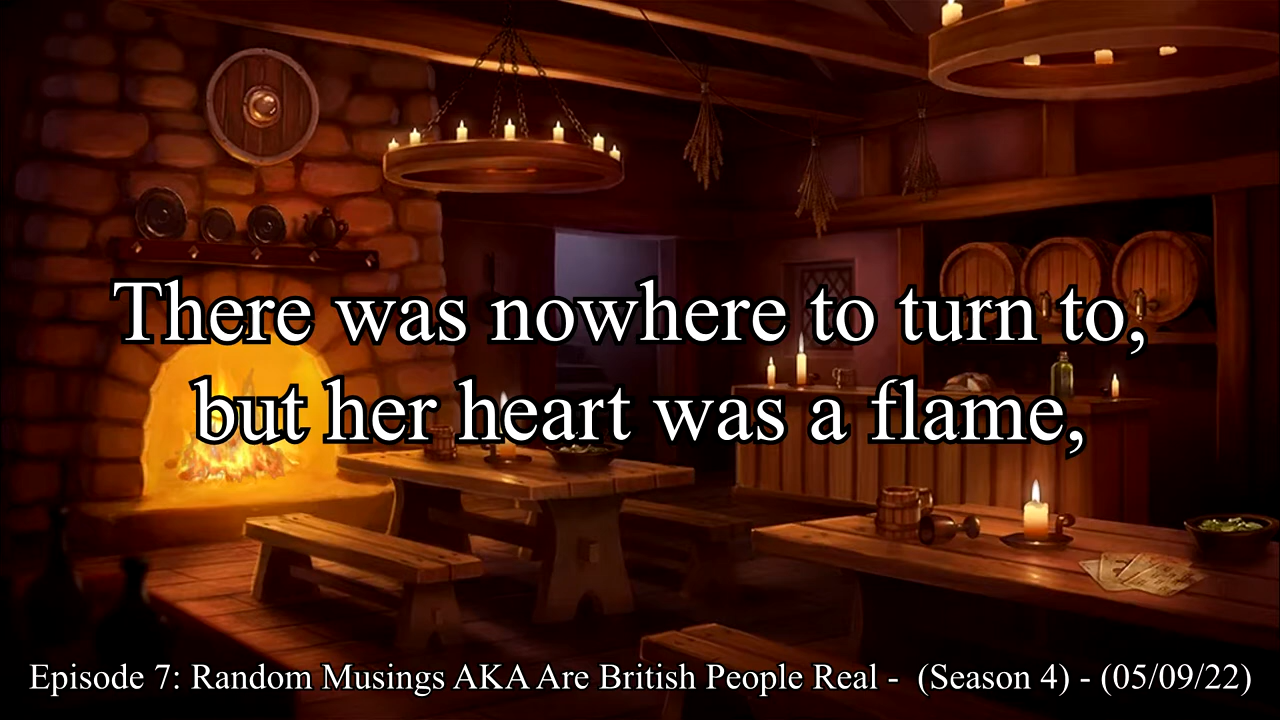 There was nowhere to turn to,
but her heart was a flame,
Episode 7: Random Musings AKA Are British People Real -  (Season 4) - (05/09/22)